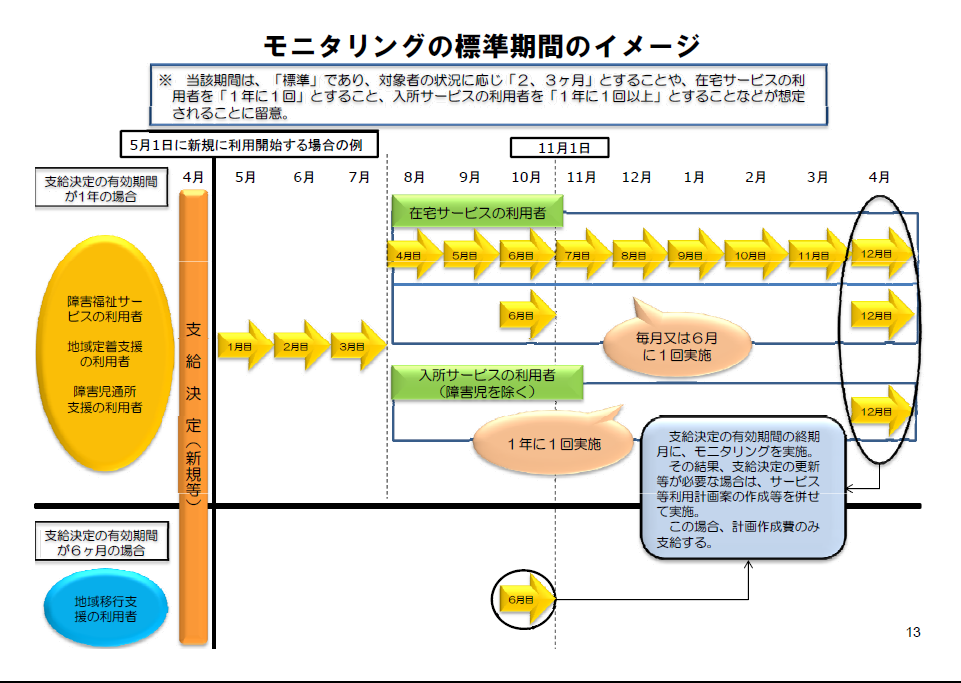 モニタリングの標準期間のイメージ
※　当該期間は、「標準」であり、対象者の状況に応じ「２、３ヶ月」とすることや、在宅サービスの利
用者を「１年に１回」とすること、入所サービスの利用者を「１年に１回以上」とすることなどが想定
されることに留意。
5月1日に新規に利用開始する場合の例
11月1日
支給決定の有効期間
が1年の場合
4月
5月
6月
7月
8月
9月
10月
11月
12月
1月
2月
3月
4月
在宅サービスの利用者
4月目
5月目
6月目
7月目
8月目
9月目
10月目
11月目
12月目
障害福祉サー
ビスの利用者
地域定着支援
の利用者
障害児通所
支援の利用者
支給決定（新規等）
1月目
2月目
3月目
6月目
毎月又は６月
に１回実施
12月目
入所サービスの利用者
（障害児を除く）
12月目
１年に１回実施
支給決定の有効期間の終期
月に、モニタリングを実施。
その結果、支給決定の更新
等が必要な場合は、サービス
等利用計画案の作成等を併せ
て実施。
この場合、計画作成費のみ
支給する。
支給決定の有効期間
が６ヶ月の場合
地域移行支
援の利用者
6月目
13